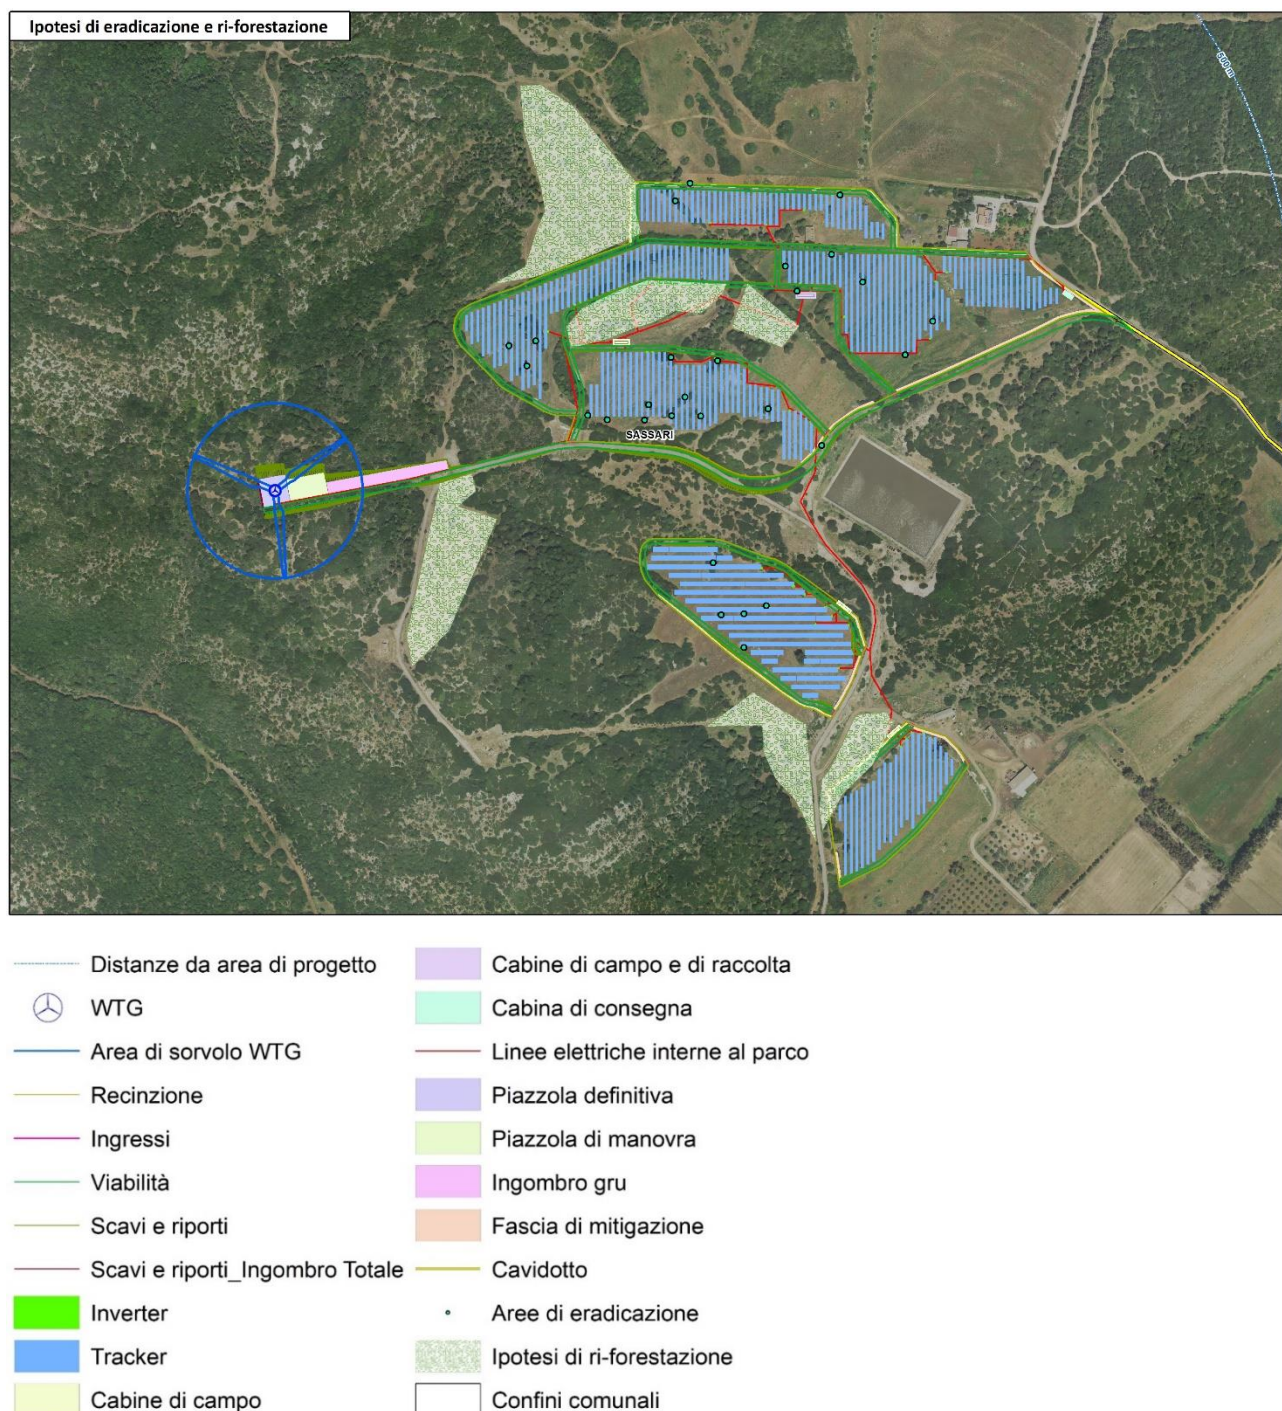 Ipotesi di eradicazione e ri-forestazione
500 m
SASSARI
Distanze da area di progetto
WTG
Area di sorvolo WTG
Recinzione
Ingressi
Viabilità
Scavi e riporti
Scavi e riporti_Ingombro Totale
Inverter
Tracker
Cabine di campo
Cabine di campo e di raccolta
Cabina di consegna
Linee elettriche interne al parco
Piazzola definitiva
Piazzola di manovra
Ingombro gru
Fascia di mitigazione
Cavidotto
Aree di eradicazione
Ipotesi di ri-forestazione
Confini comunali